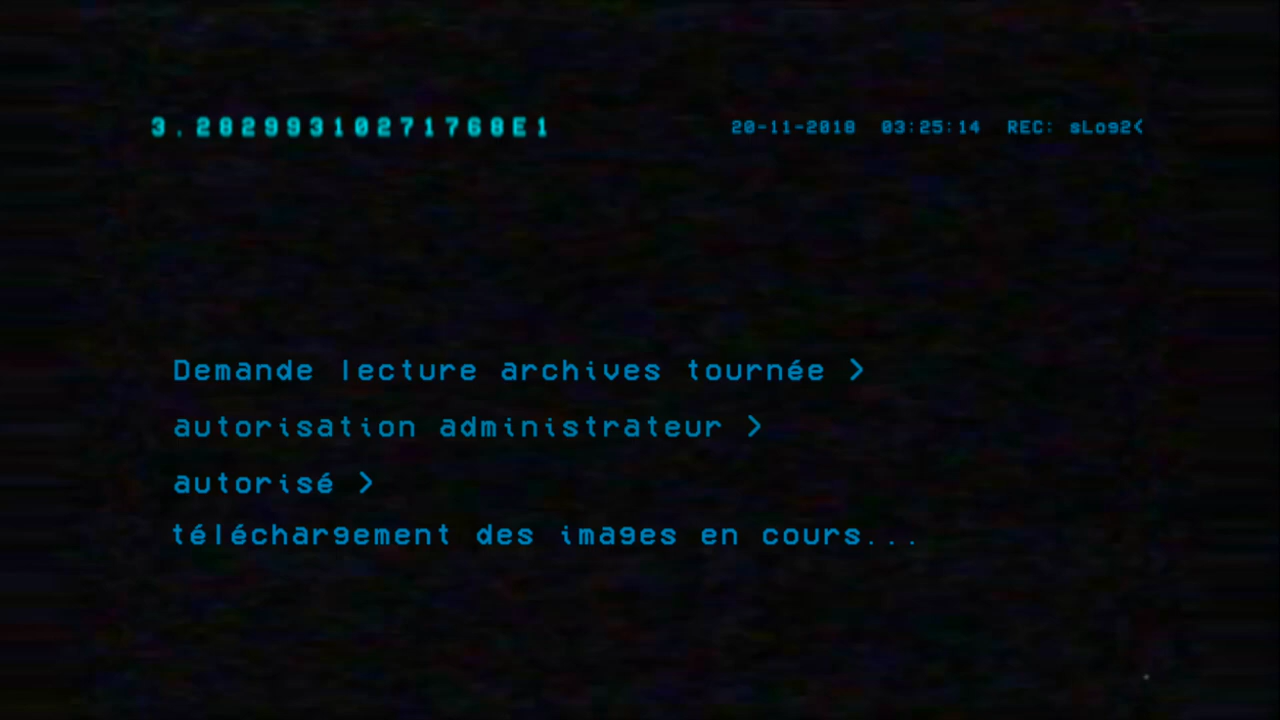 3.28299310271768E1
20-11-2018 03:25:14 REC: sLog2<
Demande lecture archives tournée >
autorisation administrateur >
autorisé >
téléchargement des images en cours...